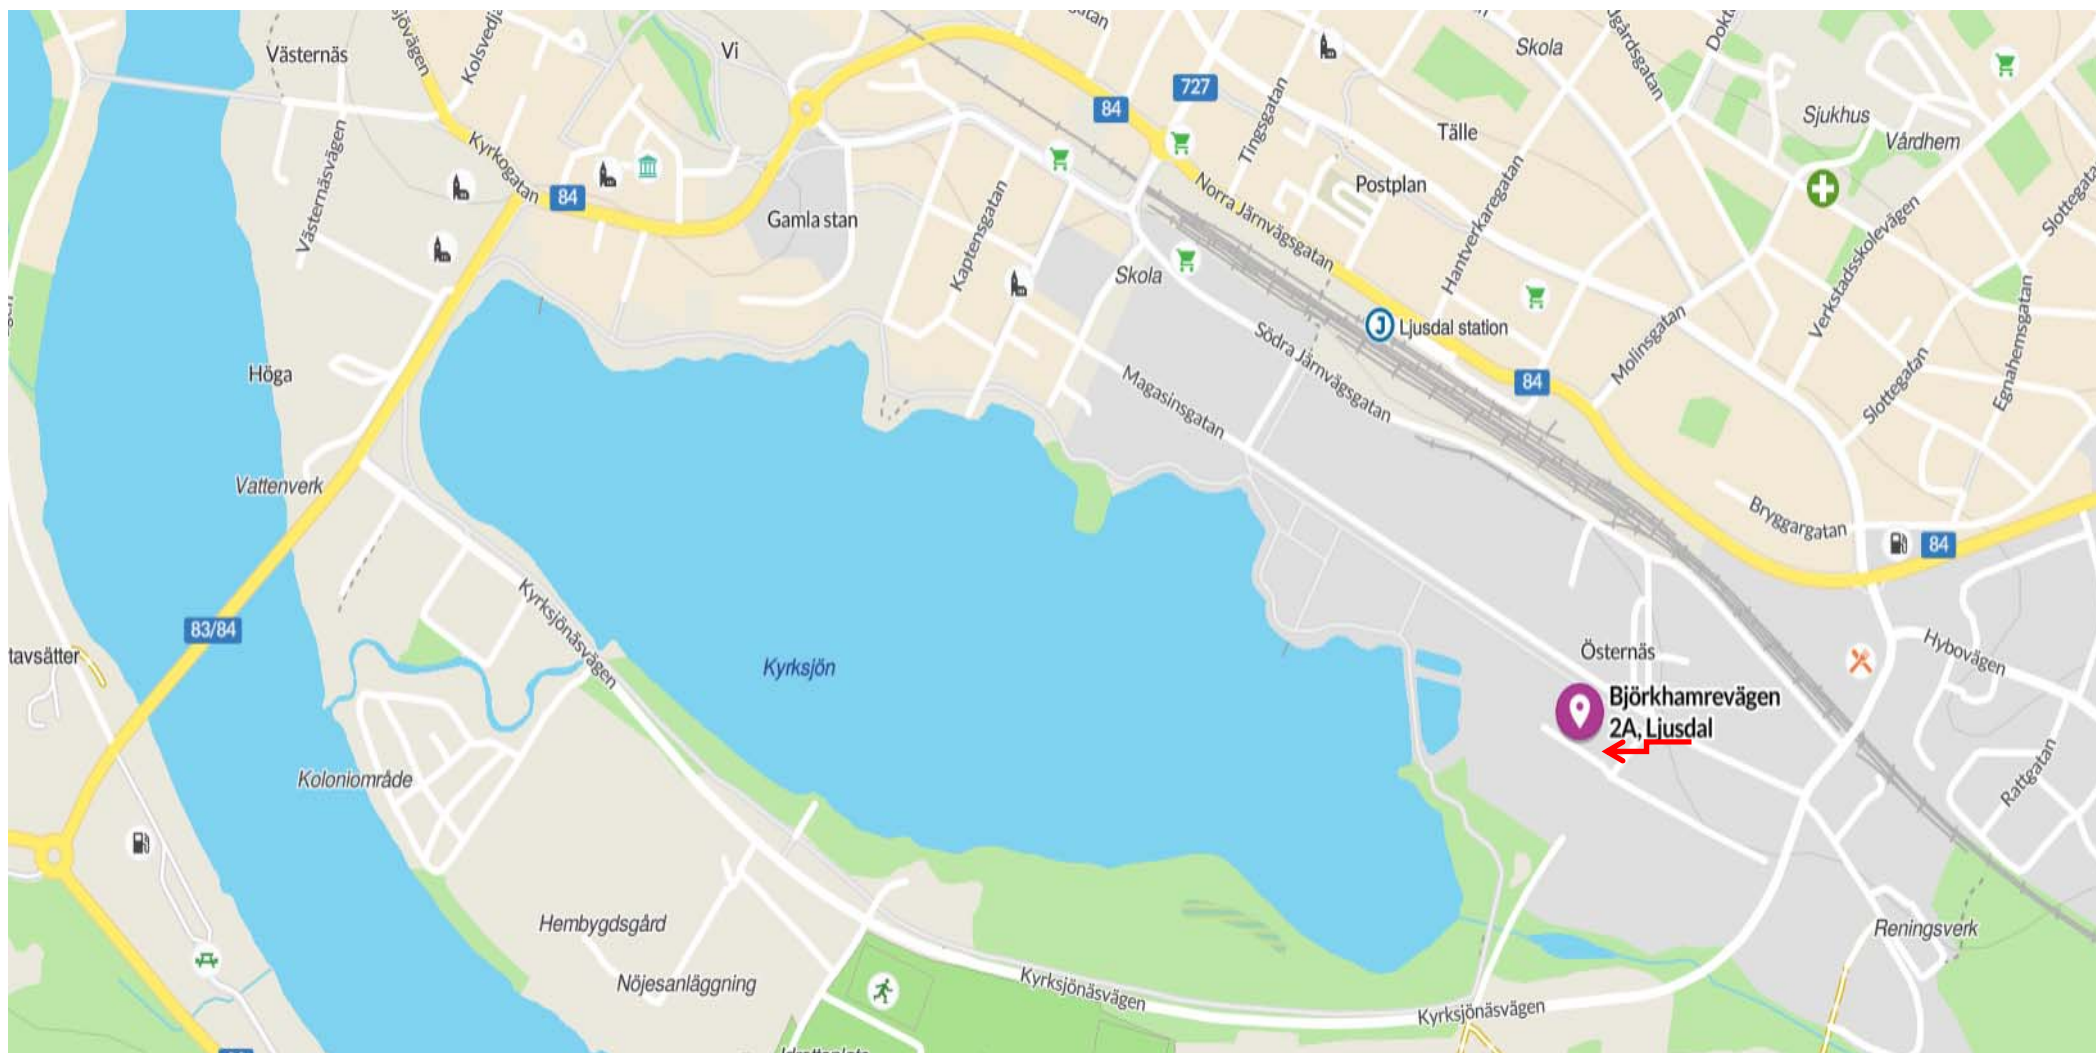 Västernäs
Vi
727
84
Skola
Sjukhus
Vårdhem
Tälle
Tingsgatan
Västernäsvägen
Kyrkogatan
84
Gamla stan
Kaptensgatan
Skola
Norra Järnvägsgatan
Postplan
Hantverkaregatan
Verkstadsskolevägen
Ljusdal station
Södra Järnvägsgatan
Magasinsgatan
84
Molinsgatan
Slottegatan
Egnahemsgatan
Höga
Vattenverk
Bryggargatan
84
83/84
Kyrksjönäsvägen
Kyrksjön
Östernäs
Hybovägen
Björkhamrevägen
2A, Ljusdal
Koloniområde
Rattgatan
Hembygdsgård
Nöjesanläggning
Kyrksjönäsvägen
Kyrksjönäsvägen
Reningsverk